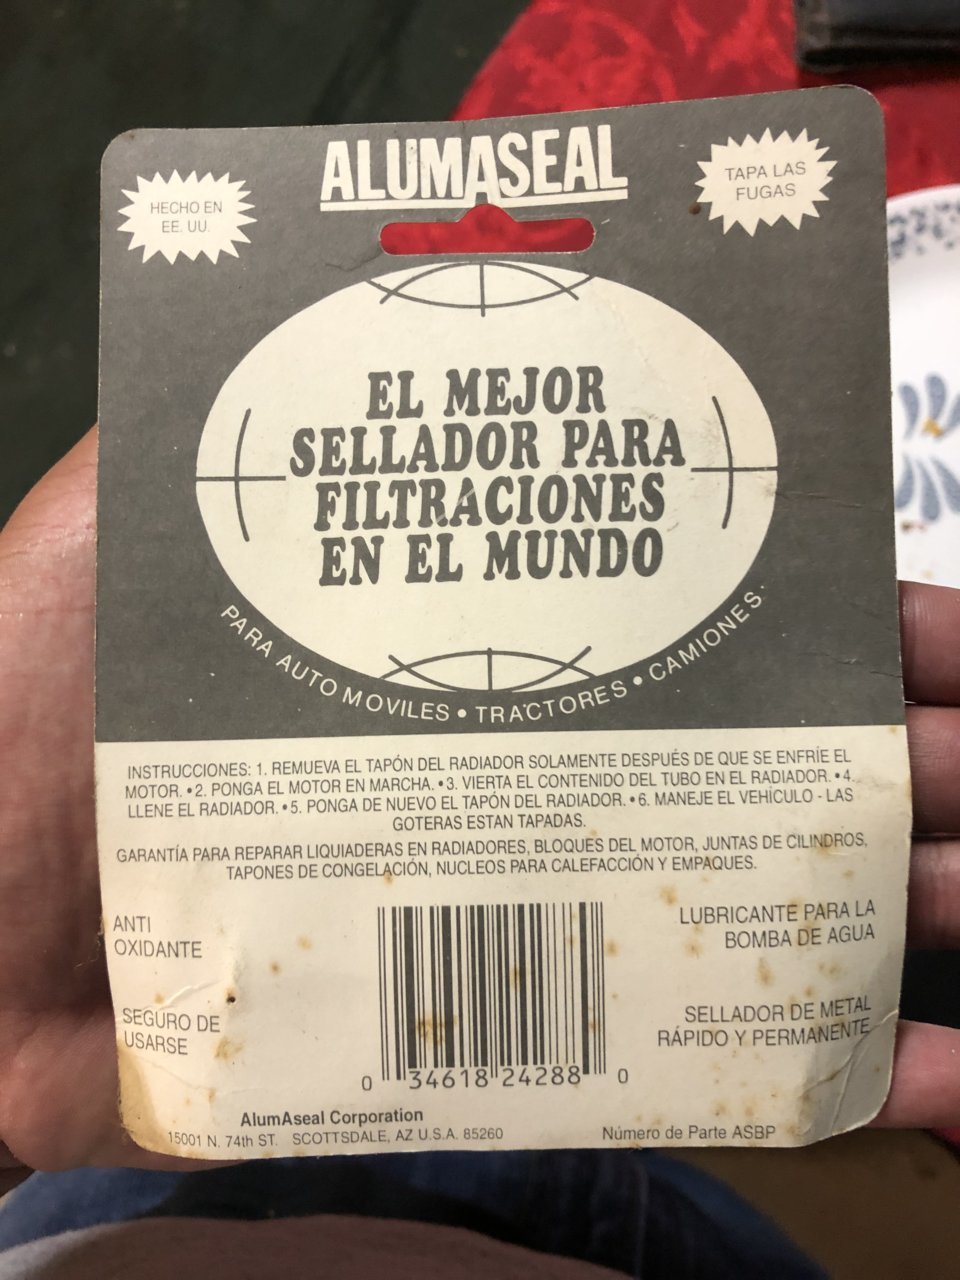 ALUMASEAL
HECHO EN
EE. UU.
TAPA LAS
FUGAS
EL MEJOR
SELLADOR PARA
FILTRACIONES
EN EL MUNDO
PARA AUTO MOVILES • TRACTORES • CAMIONES
INSTRUCCIONES: 1. REMUEVA EL TAPÓN DEL RADIADOR SOLAMENTE DESPUÉS DE QUE SE ENFRÍE EL
MOTOR. • 2. PONGA EL MOTOR EN MARCHA. • 3. VIERTA EL CONTENIDO DEL TUBO EN EL RADIADOR. • 4.
LLENE EL RADIADOR. • 5. PONGA DE NUEVO EL TAPÓN DEL RADIADOR. • 6. MANEJE EL VEHÍCULO - LAS
GOTERAS ESTAN TAPADAS.
GARANTÍA PARA REPARAR LIQUIADERAS EN RADIADORES, BLOQUES DEL MOTOR, JUNTAS DE CILINDROS,
TAPONES DE CONGELACIÓN, NUCLEOS PARA CALEFACCIÓN Y EMPAQUES.
ANTI
OXIDANTE
LUBRICANTE PARA LA
BOMBA DE AGUA
SEGURO DE
USARSE
SELLADOR DE METAL
RÁPIDO Y PERMANENTE
0 34618 24288 0
AlumAseal Corporation
15001 N. 74th ST. SCOTTSDALE, AZ U.S.A. 85260
Número de Parte ASBP